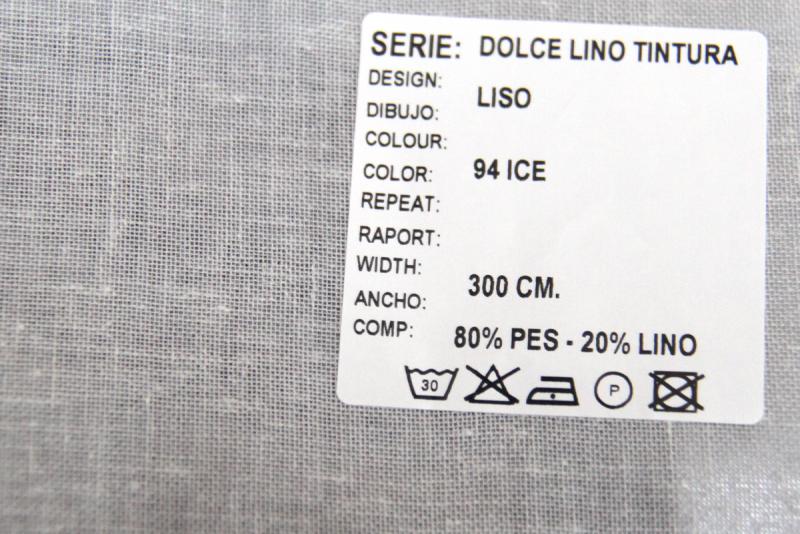 SERIE: DOLCE LINO TINTURA
DESIGN:
DIBUJO: LISO
COLOUR:
COLOR: 94 ICE
REPEAT:
RAPORT:
WIDTH:
ANCHO: 300 CM.
COMP: 80% PES - 20% LINO
30 P